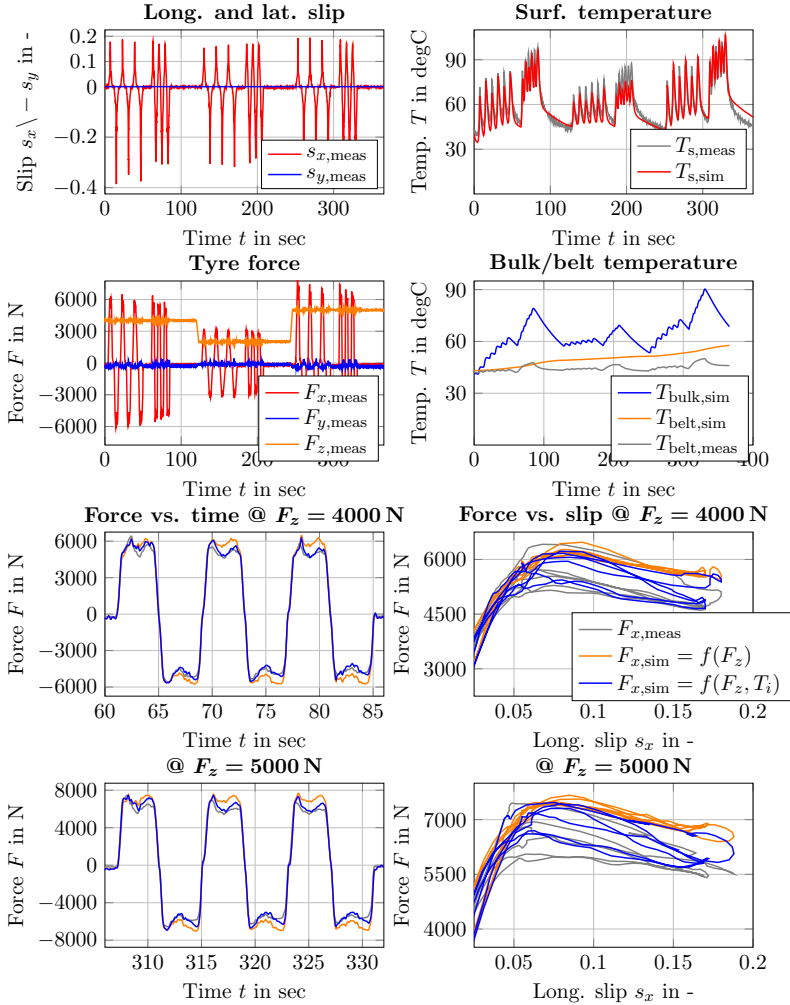 Long. and lat. slip
Slip s_x \ − s_y in -
0.2
0
−0.2
−0.4
0 100 200 300
s_x,meas
s_y,meas
Time t in sec
Surf. temperature
Temp. T in degC
90
60
30
0 100 200 300
T_s,meas
T_s,sim
Time t in sec
Tyre force
Force F in N
6000
3000
0
−3000
−6000
0 100 200 300
F_x,meas
F_y,meas
F_z,meas
Time t in sec
Bulk/belt temperature
Temp. T in degC
90
60
30
0 100 200 300 400
T_bulk,sim
T_belt,sim
T_belt,meas
Time t in sec
Force vs. time @ F_z = 4000 N
Force F in N
6000
3000
0
−3000
−6000
60 65 70 75 80 85
Time t in sec
Force vs. slip @ F_z = 4000 N
Force F in N
6000
4500
3000
0.05 0.1 0.15 0.2
F_x,meas
F_x,sim = f(F_z)
F_x,sim = f(F_z, T_i)
Long. slip s_x in -
@ F_z = 5000 N
Force F in N
8000
4000
0
−4000
−8000
310 315 320 325 330
Time t in sec
@ F_z = 5000 N
Force F in N
7000
5500
4000
0.05 0.1 0.15 0.2
Long. slip s_x in -